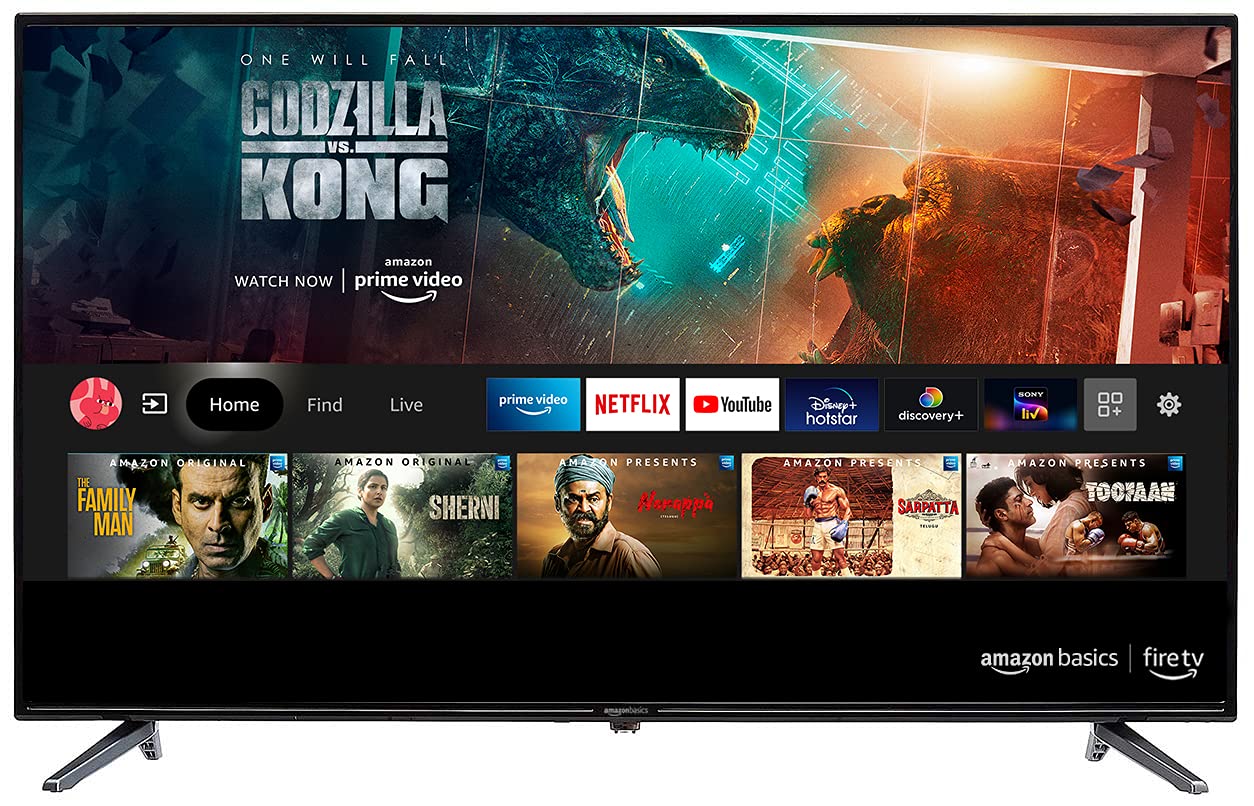 ONE WILL FALL
GODZILLA
VS.
KONG
WATCH NOW | amazon prime video
Home
Find
Live
prime video
NETFLIX
YouTube
Disney+ hotstar
discovery+
SONY liv
AMAZON ORIGINAL
THE
FAMILY
MAN
AMAZON ORIGINAL
SHERNI
AMAZON PRESENTS
Narappa
AMAZON PRESENTS
SARPATTA
TELUGU
AMAZON PRESENTS
TOOFAAN
amazon basics | fire tv
amazonbasics